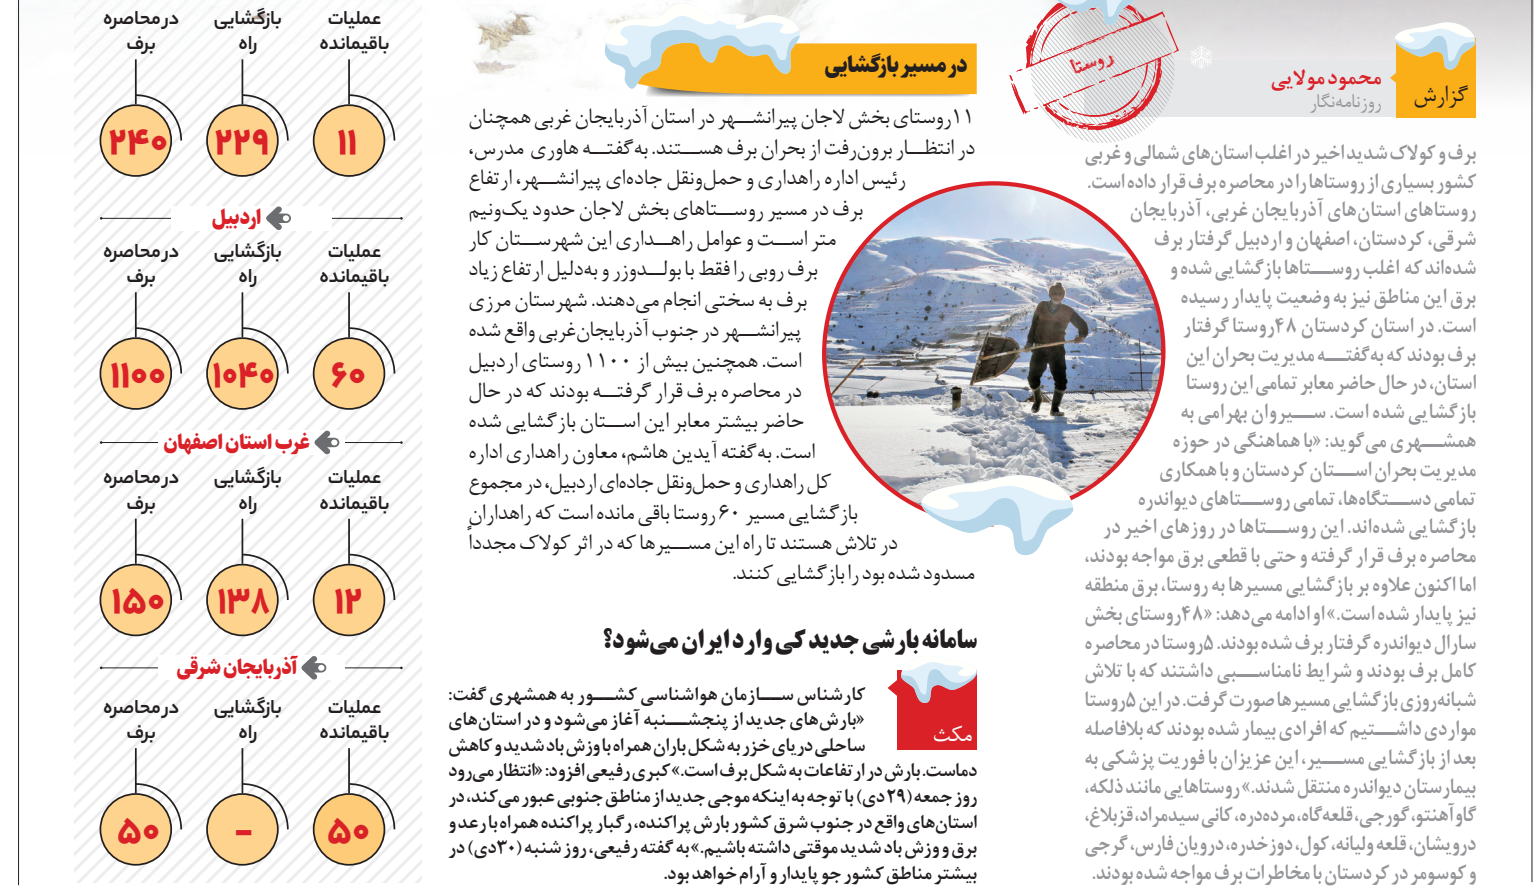 گزارش
محمود مولایی
روزنامه‌نگار
روستا
برف و کولاک شدید اخیر در اغلب استان‌های شمالی و غربی
کشور بسیاری از روستاها را در محاصره برف قرار داده است.
روستاهای استان‌های آذربایجان غربی، آذربایجان
شرقی، کردستان، اصفهان و اردبیل گرفتار برف
شده‌اند که اغلب روستاها بازگشایی شده و
برق این مناطق نیز به وضعیت پایدار رسیده
است. در استان کردستان ۴۸روستا گرفتار
برف بودند که به‌گفته مدیریت بحران این
استان، در حال حاضر معابر تمامی این روستا
بازگشایی شده است. سیروان بهرامی به
همشهری می‌گوید: «با هماهنگی در حوزه
مدیریت بحران استان کردستان و با همکاری
تمامی دستگاه‌ها، تمامی روستاهای دیواندره
بازگشایی شده‌اند. این روستاها در روزهای اخیر در
محاصره برف قرار گرفته و حتی با قطعی برق مواجه بودند،
اما اکنون علاوه بر بازگشایی مسیرها به روستا، برق منطقه
نیز پایدار شده است.» او ادامه می‌دهد: «۴۸روستای بخش
سارال دیواندره گرفتار برف شده بودند. ۵روستا در محاصره
کامل برف بودند و شرایط نامناسبی داشتند که با تلاش
شبانه‌روزی بازگشایی مسیرها صورت گرفت. در این ۵روستا
مواردی داشتیم که افرادی بیمار شده بودند که بلافاصله
بعد از بازگشایی مسیر، این عزیزان با فوریت پزشکی به
بیمارستان دیواندره منتقل شدند.» روستاهایی مانند ذلکه،
گاوآهنتو، گورجی، قلعه‌گاه، مرده‌دره، کانی سیدمراد، قزبلاغ،
درویشان، قلعه ولیانه، کول، دوزخدره، درویان فارس، گرجی
و کوسومر در کردستان با مخاطرات برف مواجه شده بودند.
در مسیر بازگشایی
۱۱روستای بخش لاجان پیرانشهر در استان آذربایجان غربی همچنان
در انتظار برون‌رفت از بحران برف هستند. به‌گفته هاوری مدرس،
رئیس اداره راهداری و حمل‌ونقل جاده‌ای پیرانشهر، ارتفاع
برف در مسیر روستاهای بخش لاجان حدود یک‌ونیم
متر است و عوامل راهداری این شهرستان کار
برف روبی را فقط با بولدوزر و به‌دلیل ارتفاع زیاد
برف به سختی انجام می‌دهند. شهرستان مرزی
پیرانشهر در جنوب آذربایجان‌غربی واقع شده
است. همچنین بیش از ۱۱۰۰ روستای اردبیل
در محاصره برف قرار گرفته بودند که در حال
حاضر بیشتر معابر این استان بازگشایی شده
است. به‌گفته آیدین هاشم، معاون راهداری اداره
کل راهداری و حمل‌ونقل جاده‌ای اردبیل، در مجموع
بازگشایی مسیر ۶۰ روستا باقی مانده است که راهداران
در تلاش هستند تا راه این مسیرها که در اثر کولاک مجدداً
مسدود شده بود را بازگشایی کنند.
سامانه بارشی جدید کی وارد ایران می‌شود؟
مکث
کارشناس سازمان هواشناسی کشور به همشهری گفت:
«بارش‌های جدید از پنجشنبه آغاز می‌شود و در استان‌های
ساحلی دریای خزر به شکل باران همراه با وزش باد شدید و کاهش
دماست. بارش در ارتفاعات به شکل برف است.» کبری رفیعی افزود: «انتظار می‌رود
روز جمعه (۲۹ دی) با توجه به اینکه موجی جدید از مناطق جنوبی عبور می‌کند، در
استان‌های واقع در جنوب شرق کشور بارش پراکنده، رگبار پراکنده همراه با رعد و
برق و وزش باد شدید موقتی داشته باشیم.» به گفته رفیعی، روز شنبه (۳۰دی) در
بیشتر مناطق کشور جو پایدار و آرام خواهد بود.
عملیات باقیمانده
بازگشایی راه
در محاصره برف
۱۱
۲۲۹
۲۴۰
اردبیل
عملیات باقیمانده
بازگشایی راه
در محاصره برف
۶۰
۱۰۴۰
۱۱۰۰
غرب استان اصفهان
عملیات باقیمانده
بازگشایی راه
در محاصره برف
۱۲
۱۳۸
۱۵۰
آذربایجان شرقی
عملیات باقیمانده
بازگشایی راه
در محاصره برف
۵۰
-
۵۰